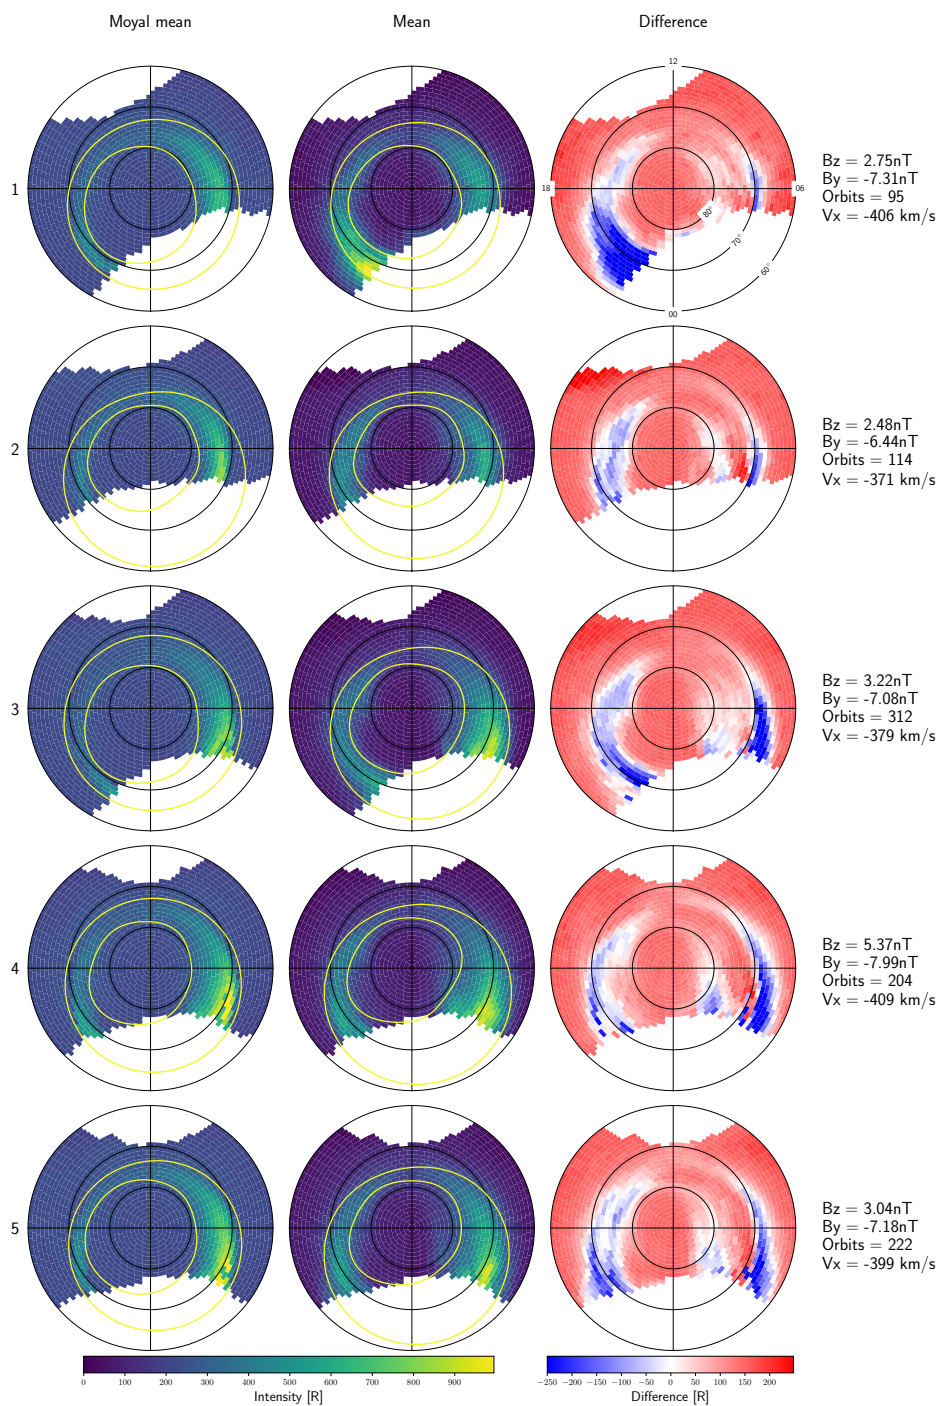 Moyal mean
Mean
Difference
12
18
06
80°
70°
60°
00
1
Bz = 2.75nT
By = -7.31nT
Orbits = 95
Vx = -406 km/s
2
Bz = 2.48nT
By = -6.44nT
Orbits = 114
Vx = -371 km/s
3
Bz = 3.22nT
By = -7.08nT
Orbits = 312
Vx = -379 km/s
4
Bz = 5.37nT
By = -7.99nT
Orbits = 204
Vx = -409 km/s
5
Bz = 3.04nT
By = -7.18nT
Orbits = 222
Vx = -399 km/s
0 100 200 300 400 500 600 700 800 900
Intensity [R]
−250 −200 −150 −100 −50 0 50 100 150 200
Difference [R]